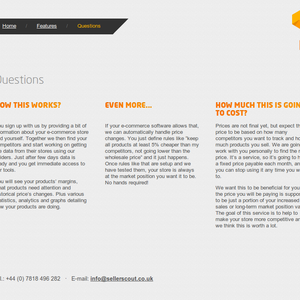 Home | Features | Questions
Questions
HOW THIS WORKS?
you sign up with us by providing a bit of
information about your e-commerce store
and yourself. Together we then find your
competitors and start working on getting
the data from their stores using our
spiders. Just after few days data is
ready and you get immediate access to
our tools.
You will see your products' margins,
what products need attention and
historical price's changes. Plus various
statistics, analytics and graphs detailing
how your products are doing.
EVEN MORE...
If your e-commerce software allows that,
we can automatically handle price
changes. You just define rules like "keep
all products at least 5% cheaper than my
competitors, not going lower than the
wholesale price" and it just happens.
Once rules like that are setup and we
have tested them, your store is always
at the market position you want it to be.
No hands required!
HOW MUCH THIS IS GOING
TO COST?
Prices are not final yet, but expect the
price to be based on how many
competitors you want to track and how
much products you sell. We are going
work with you personally to find the
price. It's a service, so it's going to
a fixed price payable each month, and
you can stop using it any time you
to.
We want this to be beneficial for you
the price you will be paying is supposed
to be just a portion of your increased
sales or long-term market position
The goal of this service is to help
make your store more competitive and
we think this is worth a lot.
: +44 (0) 7818 496 282 · E-mail: info@sellerscout.co.uk